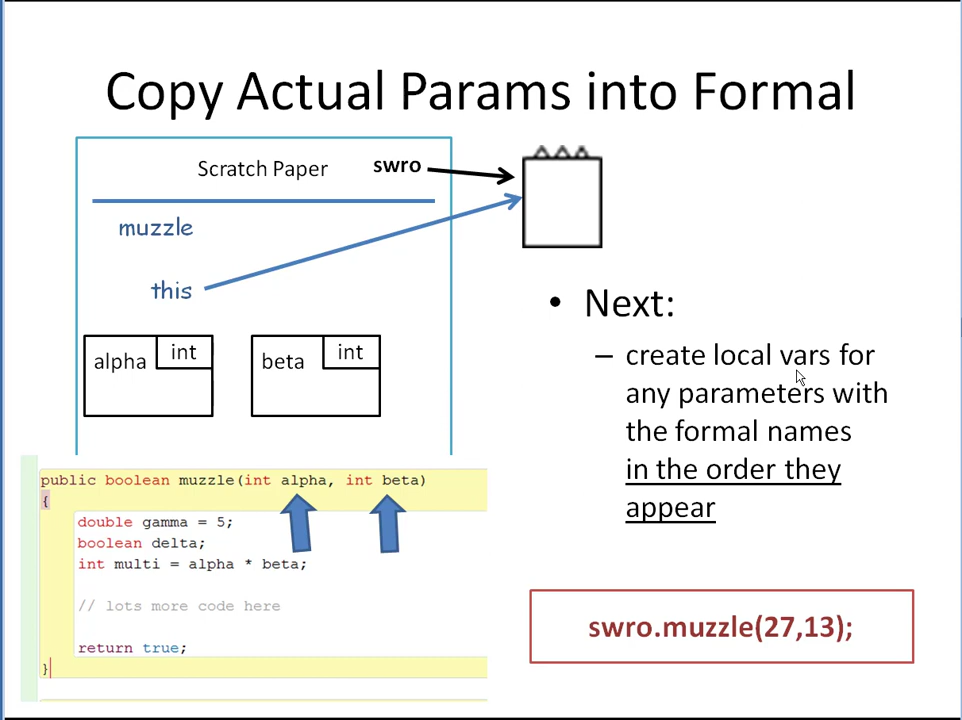 Copy Actual Params into Formal
Scratch Paper
swro
muzzle
this
alpha
int
beta
int
• Next:
– create local vars for
any parameters with
the formal names
in the order they
appear
public boolean muzzle(int alpha, int beta)
{
double gamma = 5;
boolean delta;
int multi = alpha * beta;
// lots more code here
return true;
}
swro.muzzle(27,13);